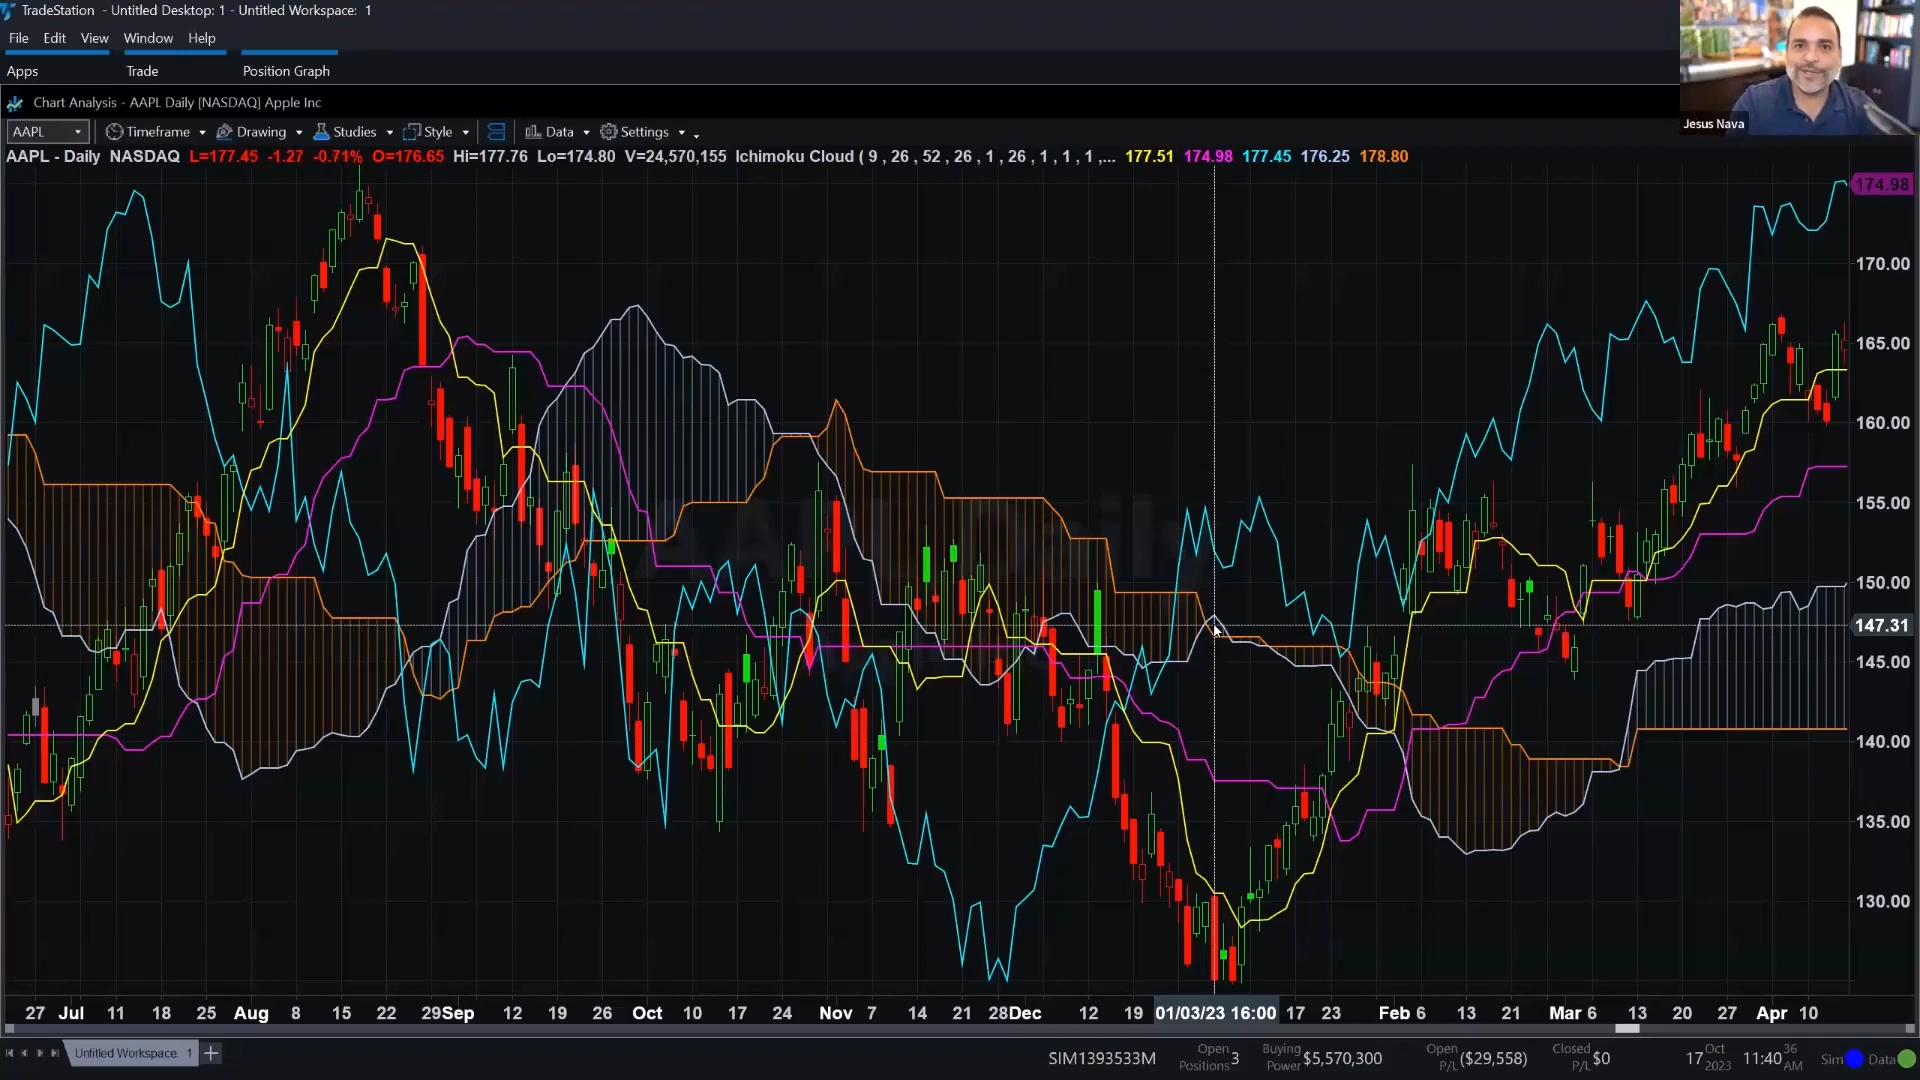 TradeStation - Untitled Desktop: 1 - Untitled Workspace: 1
File Edit View Window Help
Apps Trade Position Graph
Jesus Nava
Chart Analysis - AAPL Daily [NASDAQ] Apple Inc
AAPL Timeframe Drawing Studies Style Data Settings
AAPL - Daily NASDAQ L=177.45 -1.27 -0.71% O=176.65 Hi=177.76 Lo=174.80 V=24,570,155 Ichimoku Cloud ( 9 , 26 , 52 , 26 , 1 , 26 , 1 , 1 , 1 ,... 177.51 174.98 177.45 176.25 178.80
174.98
170.00
165.00
160.00
155.00
150.00
147.31
145.00
140.00
135.00
130.00
27 Jul 11 18 25 Aug 8 15 22 29 Sep 12 19 26 Oct 10 17 24 Nov 7 14 21 28 Dec 12 19 01/03/23 16:00 17 23 Feb 6 13 21 Mar 6 13 20 27 Apr 10
Untitled Workspace: 1
SIM1393533M Open Positions 3 Buying Power $5,570,300 Open P/L ($29,558) Closed P/L $0 17 Oct 2023 11:40 36 AM Sim Data